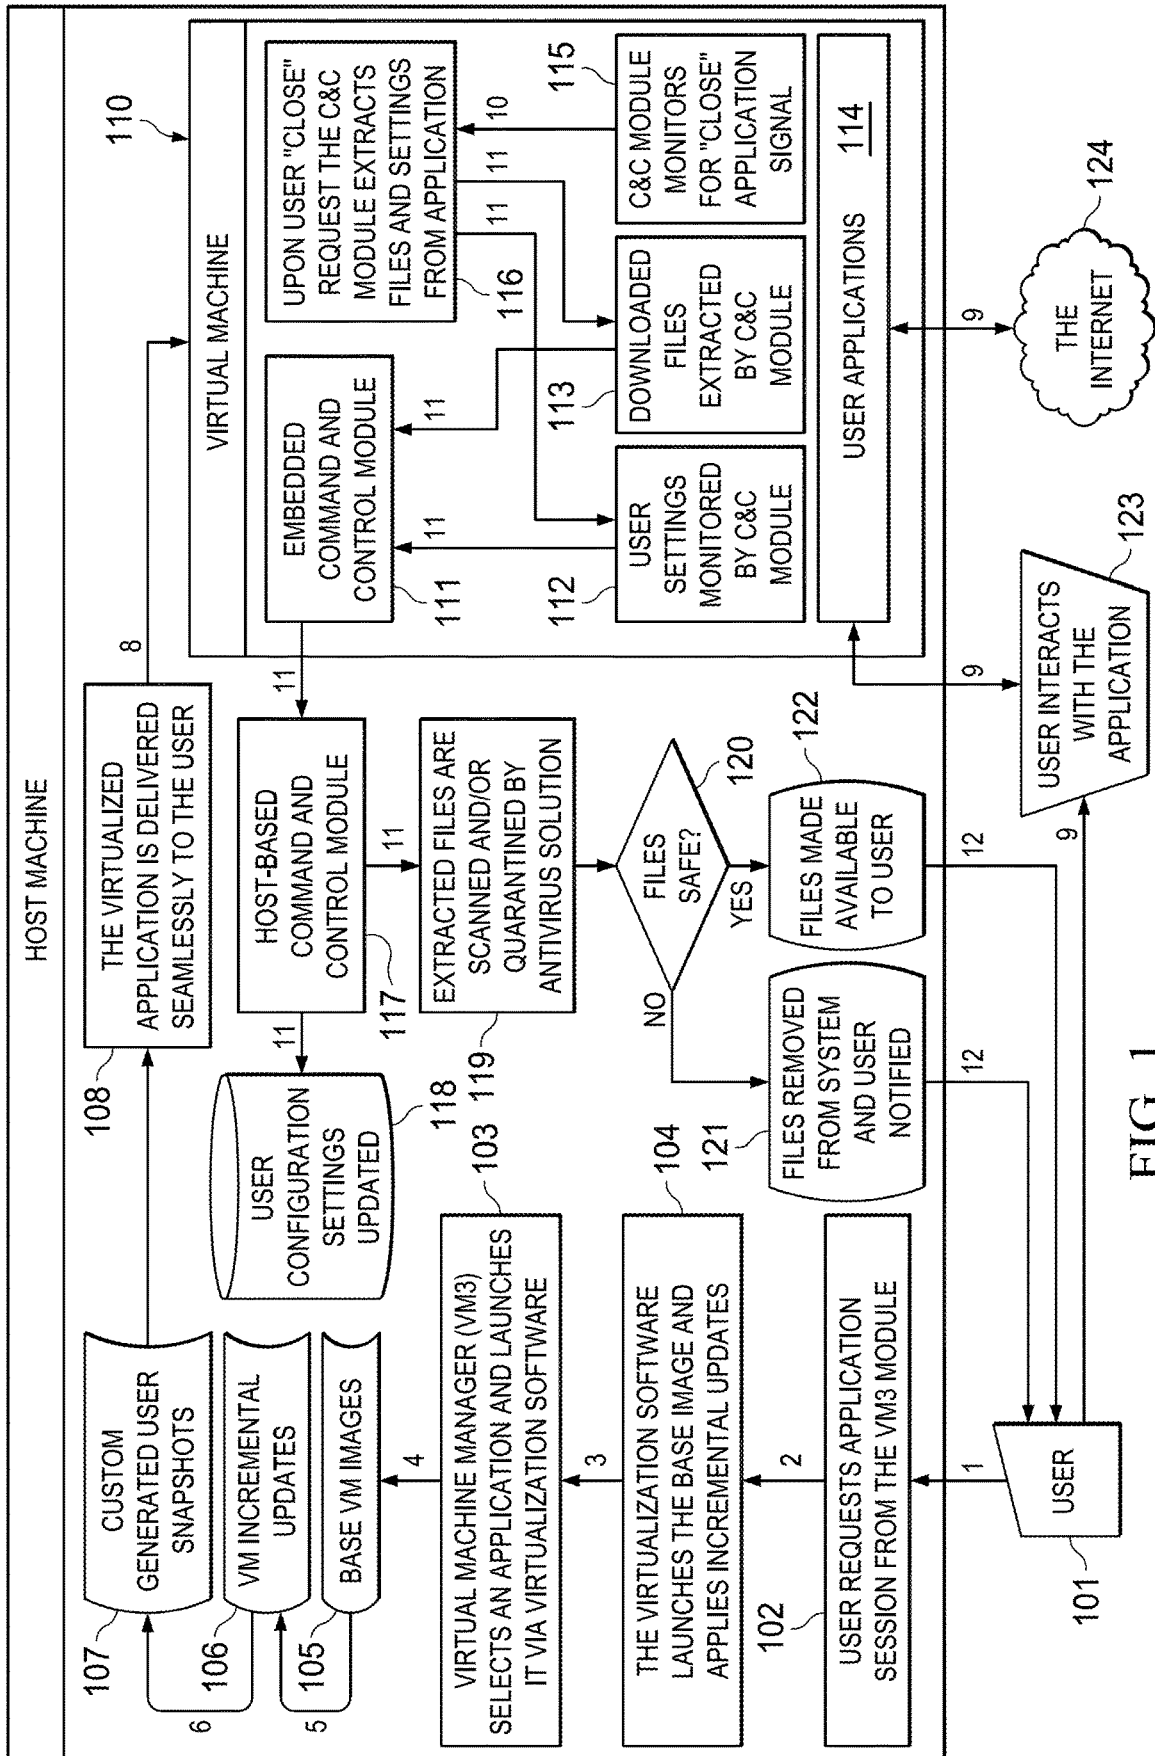 HOST MACHINE
CUSTOM
GENERATED USER
SNAPSHOTS
107
6
VM INCREMENTAL
UPDATES
106
5
BASE VM IMAGES
105
4
VIRTUAL MACHINE MANAGER (VM3)
SELECTS AN APPLICATION AND LAUNCHES
IT VIA VIRTUALIZATION SOFTWARE
103
3
THE VIRTUALIZATION SOFTWARE
LAUNCHES THE BASE IMAGE AND
APPLIES INCREMENTAL UPDATES
104
2
USER REQUESTS APPLICATION
SESSION FROM THE VM3 MODULE
102
1
USER
101
THE VIRTUALIZED
APPLICATION IS DELIVERED
SEAMLESSLY TO THE USER
108
8
USER
CONFIGURATION
SETTINGS
UPDATED
118
11
HOST-BASED
COMMAND AND
CONTROL MODULE
117
11
11
EXTRACTED FILES ARE
SCANNED AND/OR
QUARANTINED BY
ANTIVIRUS SOLUTION
119
FILES
SAFE?
120
NO
YES
FILES REMOVED
FROM SYSTEM
AND USER
NOTIFIED
121
12
FILES MADE
AVAILABLE
TO USER
122
12
VIRTUAL MACHINE
110
EMBEDDED
COMMAND AND
CONTROL MODULE
111
11
11
UPON USER "CLOSE"
REQUEST THE C&C
MODULE EXTRACTS
FILES AND SETTINGS
FROM APPLICATION
116
11
11
10
USER
SETTINGS
MONITORED
BY C&C
MODULE
112
DOWNLOADED
FILES
EXTRACTED
BY C&C
MODULE
113
C&C MODULE
MONITORS
FOR "CLOSE"
APPLICATION
SIGNAL
115
USER APPLICATIONS
114
9
9
9
USER INTERACTS
WITH THE
APPLICATION
123
THE
INTERNET
124
FIG. 1